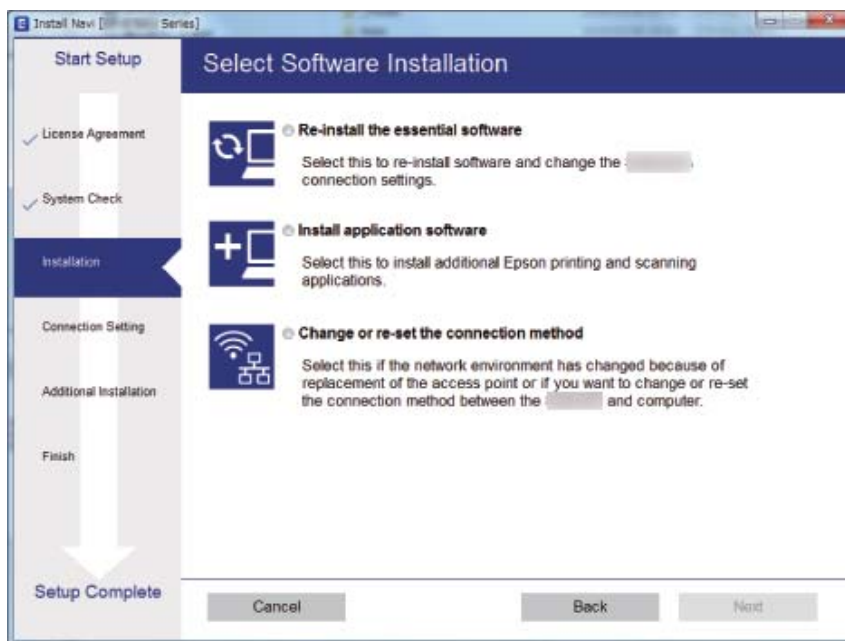 Install Navi [ Series]
Start Setup
License Agreement
System Check
Installation
Connection Setting
Additional Installation
Finish
Setup Complete
Select Software Installation
Re-install the essential software
Select this to re-install software and change the
connection settings.
Install application software
Select this to install additional Epson printing and scanning
applications.
Change or re-set the connection method
Select this if the network environment has changed because of
replacement of the access point or if you want to change or re-set
the connection method between the and computer.
Cancel
Back
Next